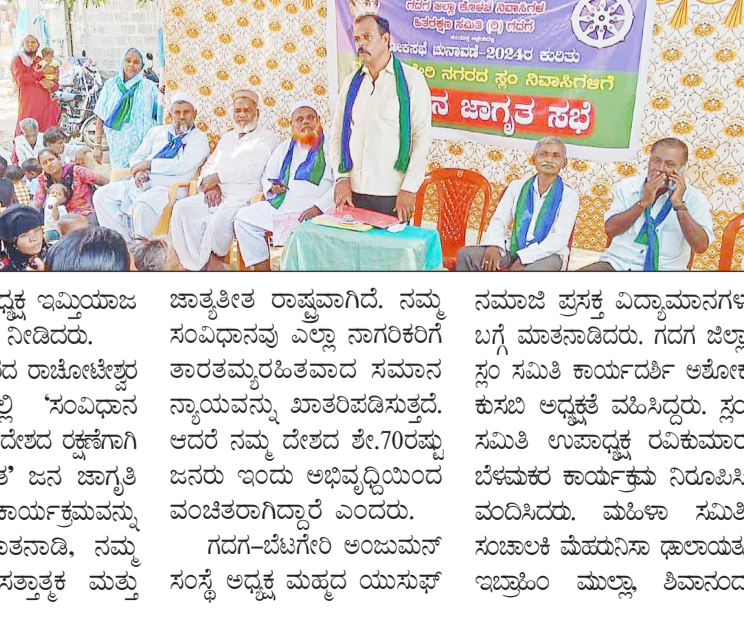 ಗದಗ ಜಿಲ್ಲಾ ಕೊಳಚೆ ನಿವಾಸಿಗಳ
ಹಿತರಕ್ಷಣ ಸಮಿತಿ (ರಿ) ಗದಗ
ಲೋಕಸಭೆ ಚುನಾವಣೆ-2024ರ ಕುರಿತು
ಗೇರಿ ನಗರದ ಸ್ಲಂ ನಿವಾಸಿಗಳಿಗೆ
ನ ಜಾಗೃತ ಸಭೆ
ಧ್ಯಕ್ಷ ಇಮ್ತಿಯಾಜ
ನೀಡಿದರು.
ದ ರಾಚೋಟೇಶ್ವರ
ಲ್ಲಿ 'ಸಂವಿಧಾನ
ದೇಶದ ರಕ್ಷಣೆಗಾಗಿ
ತ' ಜನ ಜಾಗೃತಿ
ಕಾರ್ಯಕ್ರಮವನ್ನು
ಾತನಾಡಿ, ನಮ್ಮ
ಸತ್ತಾತ್ಮಕ ಮತ್ತು
ಜಾತ್ಯತೀತ ರಾಷ್ಟ್ರವಾಗಿದೆ. ನಮ್ಮ
ಸಂವಿಧಾನವು ಎಲ್ಲಾ ನಾಗರಿಕರಿಗೆ
ತಾರತಮ್ಯರಹಿತವಾದ ಸಮಾನ
ನ್ಯಾಯವನ್ನು ಖಾತರಿಪಡಿಸುತ್ತದೆ.
ಆದರೆ ನಮ್ಮ ದೇಶದ ಶೇ.70ರಷ್ಟು
ಜನರು ಇಂದು ಅಭಿವೃದ್ಧಿಯಿಂದ
ವಂಚಿತರಾಗಿದ್ದಾರೆ ಎಂದರು.
ಗದಗ-ಬೆಟಗೇರಿ ಅಂಜುಮನ್
ಸಂಸ್ಥೆ ಅಧ್ಯಕ್ಷ ಮಹ್ಮದ ಯುಸುಫ್
ನಮಾಜಿ ಪ್ರಸಕ್ತ ವಿದ್ಯಾಮಾನಗಳ
ಬಗ್ಗೆ ಮಾತನಾಡಿದರು. ಗದಗ ಜಿಲ್ಲಾ
ಸ್ಲಂ ಸಮಿತಿ ಕಾರ್ಯದರ್ಶಿ ಅಶೋಕ
ಕುಸಬಿ ಅಧ್ಯಕ್ಷತೆ ವಹಿಸಿದ್ದರು. ಸ್ಲಂ
ಸಮಿತಿ ಉಪಾಧ್ಯಕ್ಷ ರವಿಕುಮಾರ
ಬೆಳಮಕರ ಕಾರ್ಯಕ್ರಮ ನಿರೂಪಿಸಿ
ವಂದಿಸಿದರು. ಮಹಿಳಾ ಸಮಿತಿ
ಸಂಚಾಲಕಿ ಮೆಹರುನಿಸಾ ಢಾಲಾಯತ,
ಇಬ್ರಾಹಿಂ ಮುಲ್ಲಾ, ಶಿವಾನಂದ